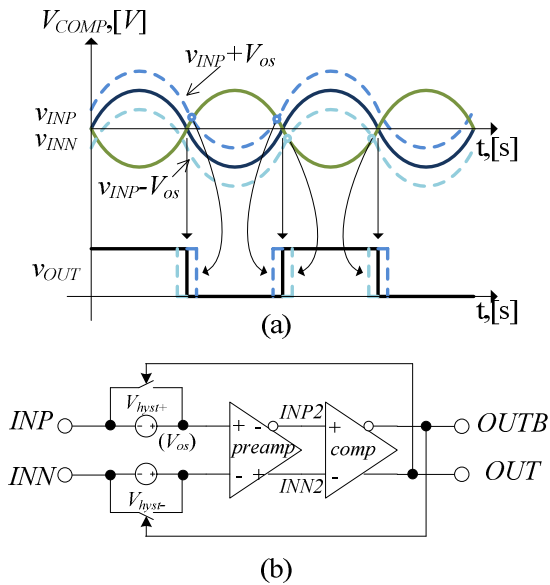 V_COMP,[V]
v_INP+V_os
v_INP
v_INN
t,[s]
v_INP-V_os
v_OUT
t,[s]
(a)
V_hyst+
INP
- +
(V_os)
+ -
preamp
- +
INP2
INN2
+
comp
-
OUTB
INN
- +
OUT
V_hyst-
(b)